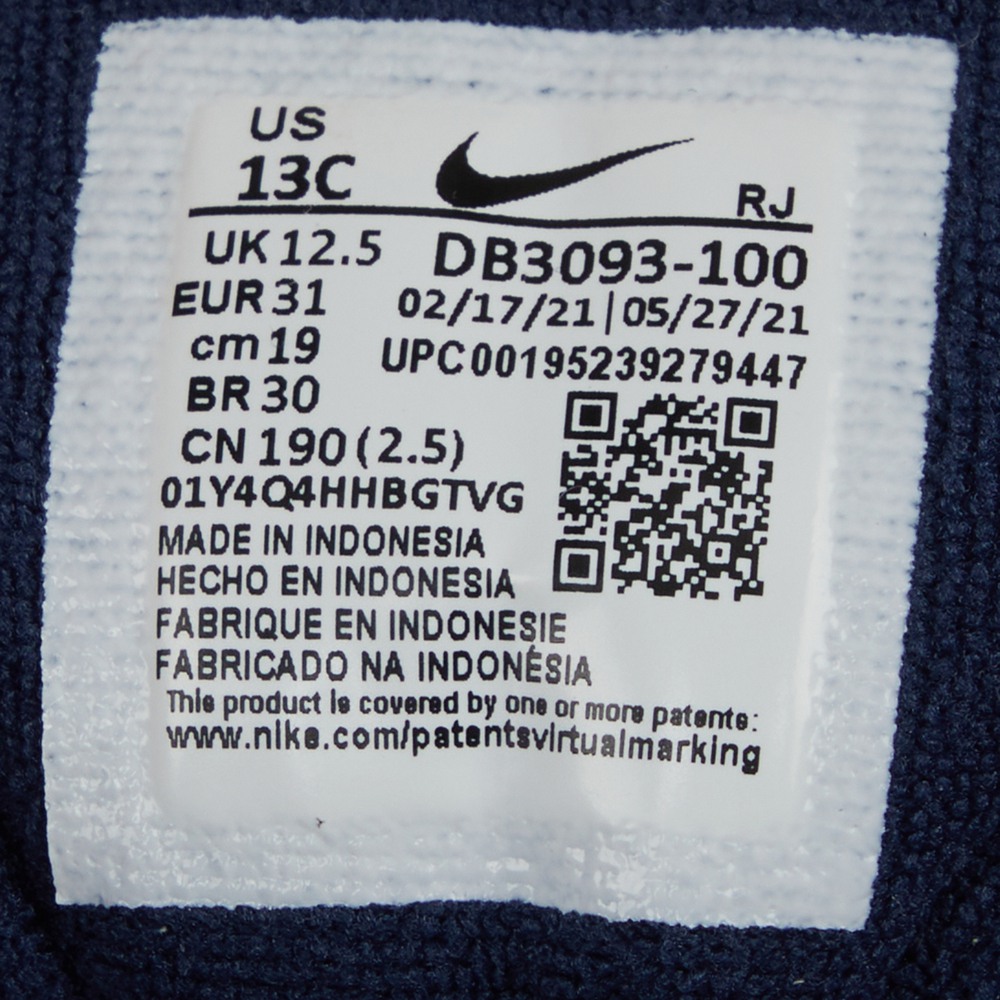 US
13C
RJ
UK 12.5
DB3093-100
EUR 31
02/17/21|05/27/21
cm 19
UPC00195239279447
BR 30
CN 190 (2.5)
01Y4Q4HHBGTVG
MADE IN INDONESIA
HECHO EN INDONESIA
FABRIQUE EN INDONESIE
FABRICADO NA INDONÉSIA
This product is covered by one or more patents:
www.nike.com/patentsvirtualmarking